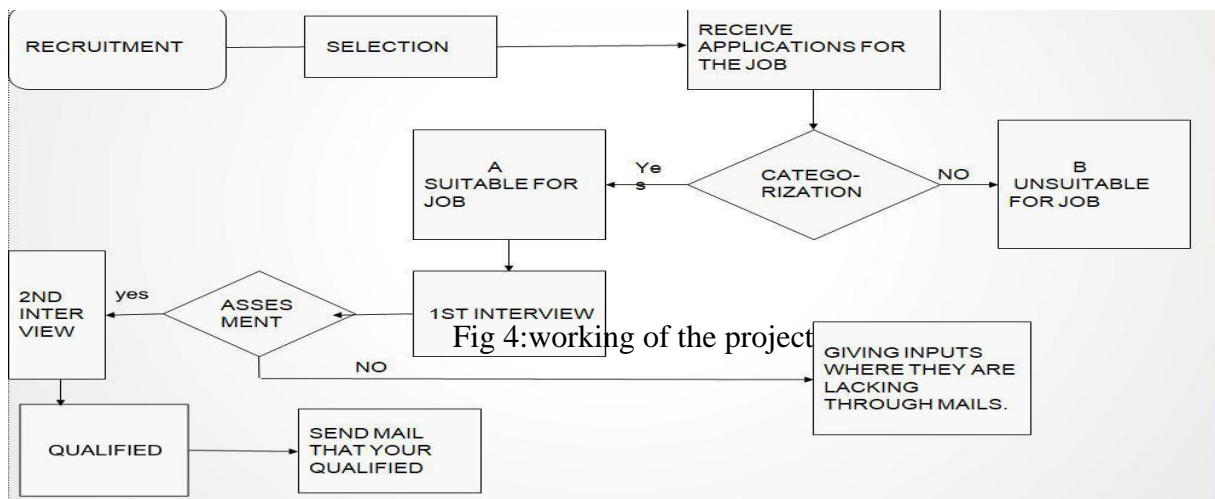 RECRUITMENT
SELECTION
RECEIVE
APPLICATIONS FOR
THE JOB
CATEGO-
RIZATION
Ye
s
NO
A
SUITABLE FOR
JOB
B
UNSUITABLE
FOR JOB
1ST INTERVIEW
ASSES
MENT
yes
2ND
INTER
VIEW
NO
Fig 4:working of the project
GIVING INPUTS
WHERE THEY ARE
LACKING
THROUGH MAILS.
QUALIFIED
SEND MAIL
THAT YOUR
QUALIFIED